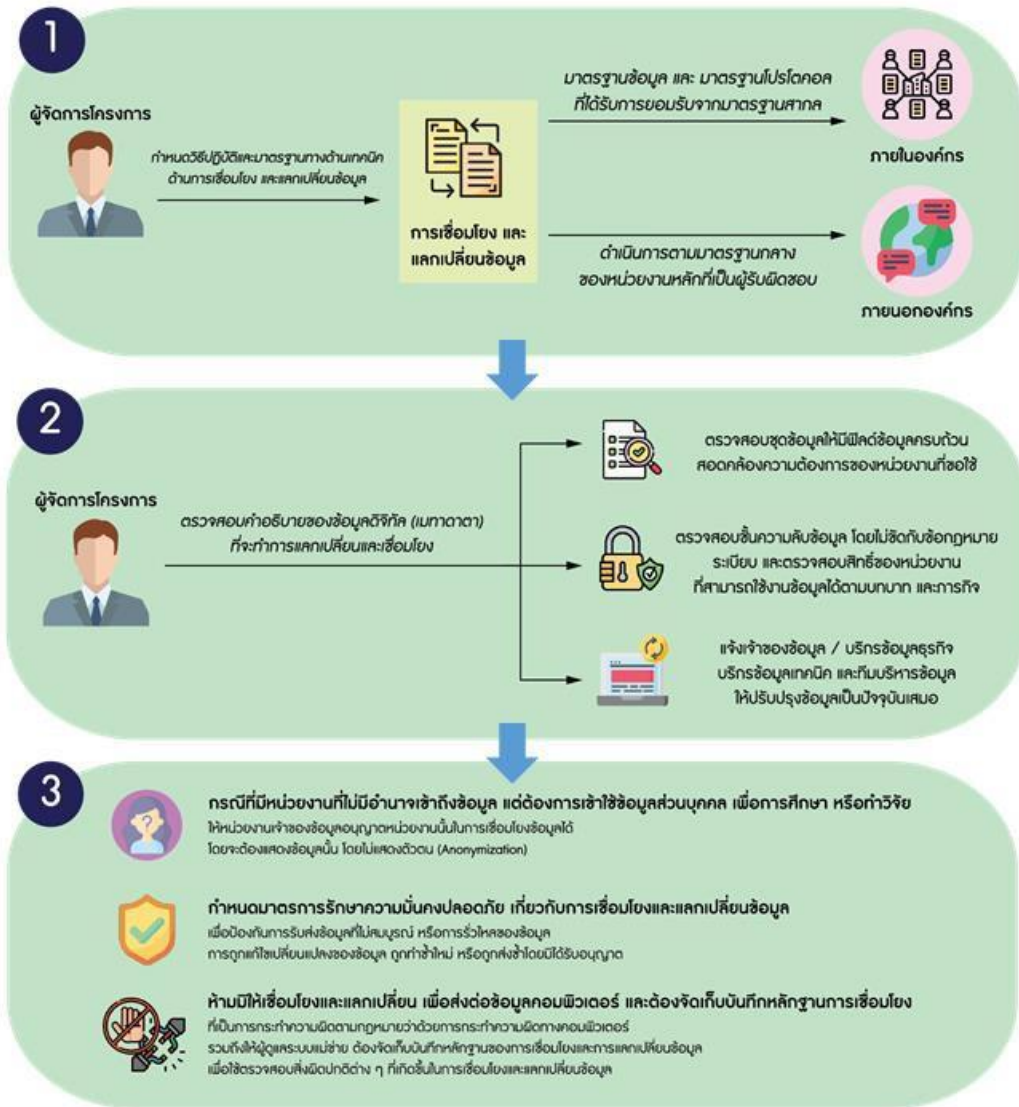 1
ผู้จัดการโครงการ
กำหนดวิธีปฏิบัติและมาตรฐานทางด้านเทคนิค
ด้านการเชื่อมโยง และแลกเปลี่ยนข้อมูล
การเชื่อมโยง และ
แลกเปลี่ยนข้อมูล
มาตรฐานข้อมูล และ มาตรฐานโปรโตคอล
ที่ได้รับการยอมรับจากมาตรฐานสากล
ภายในองค์กร
ดำเนินการตามมาตรฐานกลาง
ของหน่วยงานหลักที่เป็นผู้รับผิดชอบ
ภายนอกองค์กร
2
ผู้จัดการโครงการ
ตรวจสอบคำอธิบายของข้อมูลดิจิทัล (เมทาดาตา)
ที่จะทำการแลกเปลี่ยนและเชื่อมโยง
ตรวจสอบชุดข้อมูลให้มีฟิลด์ข้อมูลครบถ้วน
สอดคล้องความต้องการของหน่วยงานที่ขอใช้
ตรวจสอบชั้นความลับข้อมูล โดยไม่ขัดกับข้อกฎหมาย
ระเบียบ และตรวจสอบสิทธิ์ของหน่วยงาน
ที่สามารถใช้งานข้อมูลได้ตามบทบาท และภารกิจ
แจ้งเจ้าของข้อมูล / บริกรข้อมูลธุรกิจ
บริกรข้อมูลเทคนิค และทีมบริหารข้อมูล
ให้ปรับปรุงข้อมูลเป็นปัจจุบันเสมอ
3
กรณีที่มีหน่วยงานที่ไม่มีอำนาจเข้าถึงข้อมูล แต่ต้องการเข้าใช้ข้อมูลส่วนบุคคล เพื่อการศึกษา หรือทำวิจัย
ให้หน่วยงานเจ้าของข้อมูลอนุญาตหน่วยงานนั้นในการเชื่อมโยงข้อมูลได้
โดยจะต้องแสดงข้อมูลนั้น โดยไม่แสดงตัวตน (Anonymization)
กำหนดมาตรการรักษาความมั่นคงปลอดภัย เกี่ยวกับการเชื่อมโยงและแลกเปลี่ยนข้อมูล
เพื่อป้องกันการรับส่งข้อมูลที่ไม่สมบูรณ์ หรือการรั่วไหลของข้อมูล
การถูกแก้ไขเปลี่ยนแปลงของข้อมูล ถูกทำซ้ำใหม่ หรือถูกส่งซ้ำโดยมิได้รับอนุญาต
ห้ามมิให้เชื่อมโยงและแลกเปลี่ยน เพื่อส่งต่อข้อมูลคอมพิวเตอร์ และต้องจัดเก็บบันทึกหลักฐานการเชื่อมโยง
ที่เป็นการกระทำความผิดตามกฎหมายว่าด้วยการกระทำความผิดทางคอมพิวเตอร์
รวมถึงให้ผู้ดูแลระบบแม่ข่าย ต้องจัดเก็บบันทึกหลักฐานของการเชื่อมโยงและการแลกเปลี่ยนข้อมูล
เพื่อใช้ตรวจสอบสิ่งผิดปกติต่าง ๆ ที่เกิดขึ้นในการเชื่อมโยงและแลกเปลี่ยนข้อมูล